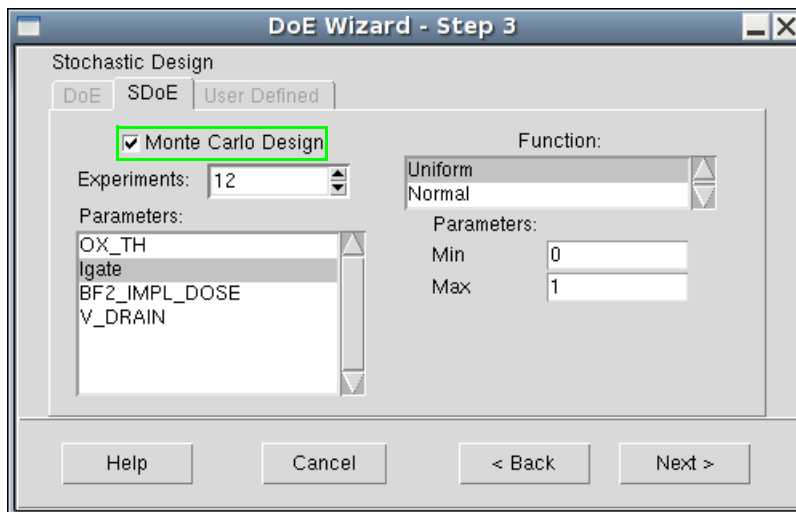 DoE Wizard - Step 3
Stochastic Design
DoE SDoE User Defined
Monte Carlo Design
Experiments: 12
Parameters:
OX_TH
lgate
BF2_IMPL_DOSE
V_DRAIN
Function:
Uniform
Normal
Parameters:
Min 0
Max 1
Help Cancel < Back Next >